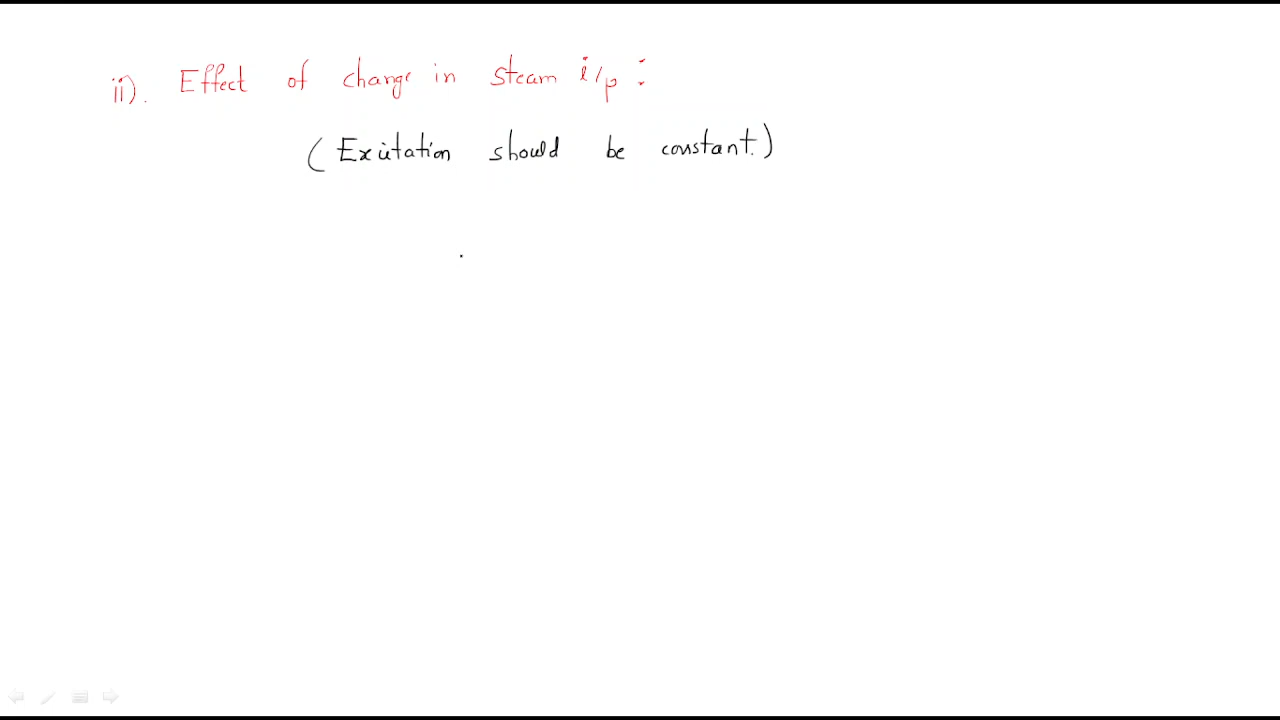 ii). Effect of change in steam i/p :
(Excitation should be constant.)